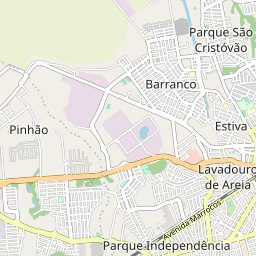 Parque São
Cristóvão
Barranco
Pinhão
Estiva
Lavadouro
de Areia
Avenida Marrocos
Parque Independência